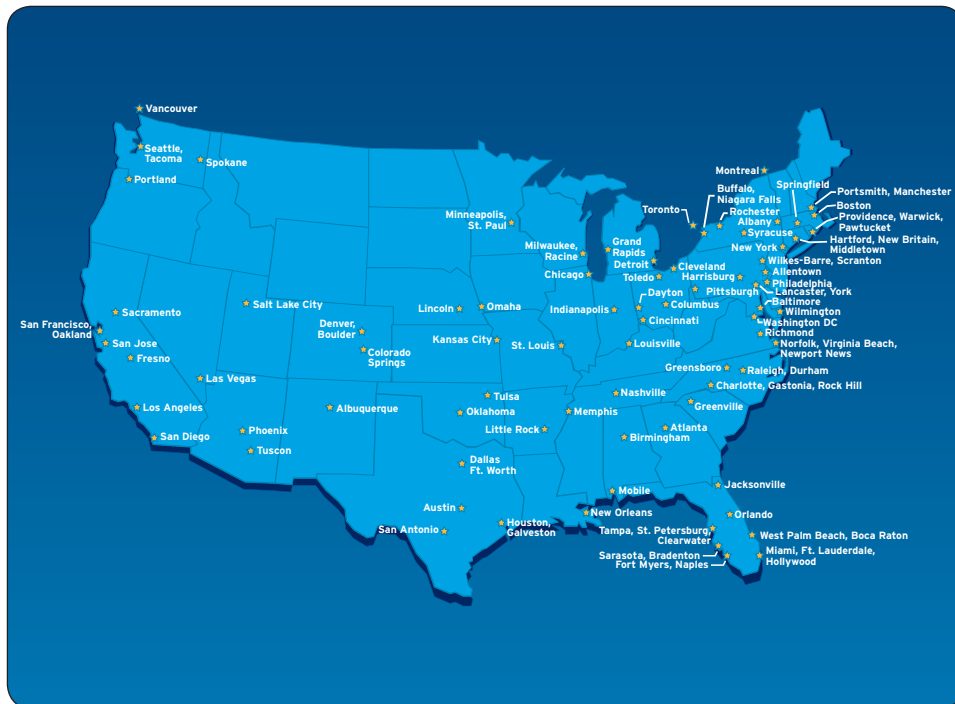 Vancouver
Seattle,
Tacoma
Spokane
Portland
Montreal
Springfield
Buffalo,
Niagara Falls
Portsmith, Manchester
Toronto
Rochester
Boston
Albany
Providence, Warwick,
Pawtucket
Syracuse
Minneapolis,
St. Paul
Hartford, New Britain,
Middletown
New York
Milwaukee,
Racine
Grand
Rapids
Detroit
Wilkes-Barre, Scranton
Chicago
Toledo
Cleveland
Harrisburg
Allentown
Philadelphia
Pittsburgh
Lancaster, York
Dayton
Columbus
Baltimore
Wilmington
Salt Lake City
Lincoln
Omaha
Indianapolis
Cincinnati
Washington DC
Richmond
Sacramento
San Francisco,
Oakland
San Jose
Fresno
Denver,
Boulder
Colorado
Springs
Kansas City
St. Louis
Louisville
Norfolk, Virginia Beach,
Newport News
Greensboro
Raleigh, Durham
Las Vegas
Charlotte, Gastonia, Rock Hill
Tulsa
Nashville
Los Angeles
Albuquerque
Oklahoma
Memphis
Greenville
San Diego
Phoenix
Little Rock
Atlanta
Birmingham
Tuscon
Dallas
Ft. Worth
Jacksonville
Mobile
Austin
New Orleans
Orlando
San Antonio
Houston,
Galveston
Tampa, St. Petersburg,
Clearwater
West Palm Beach, Boca Raton
Sarasota, Bradenton
Miami, Ft. Lauderdale,
Hollywood
Fort Myers, Naples